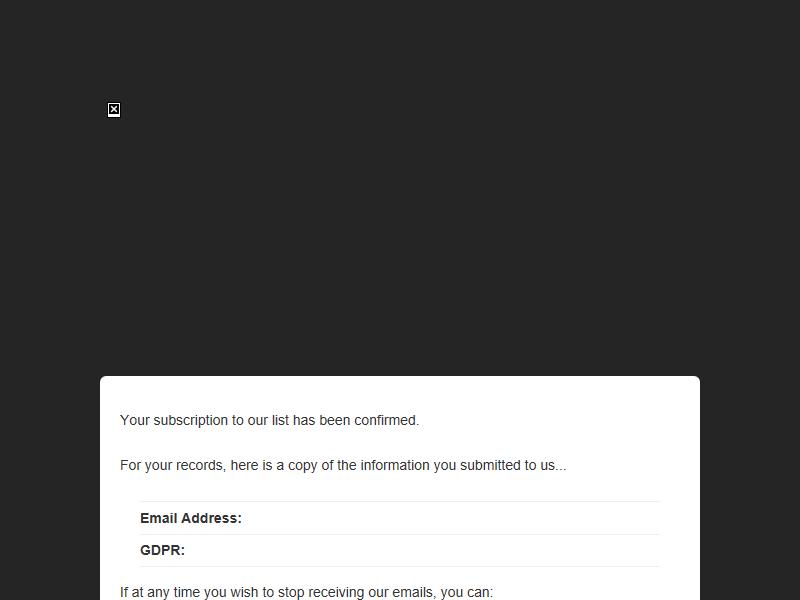 Your subscription to our list has been confirmed.
For your records, here is a copy of the information you submitted to us...
Email Address:
GDPR:
If at any time you wish to stop receiving our emails, you can: